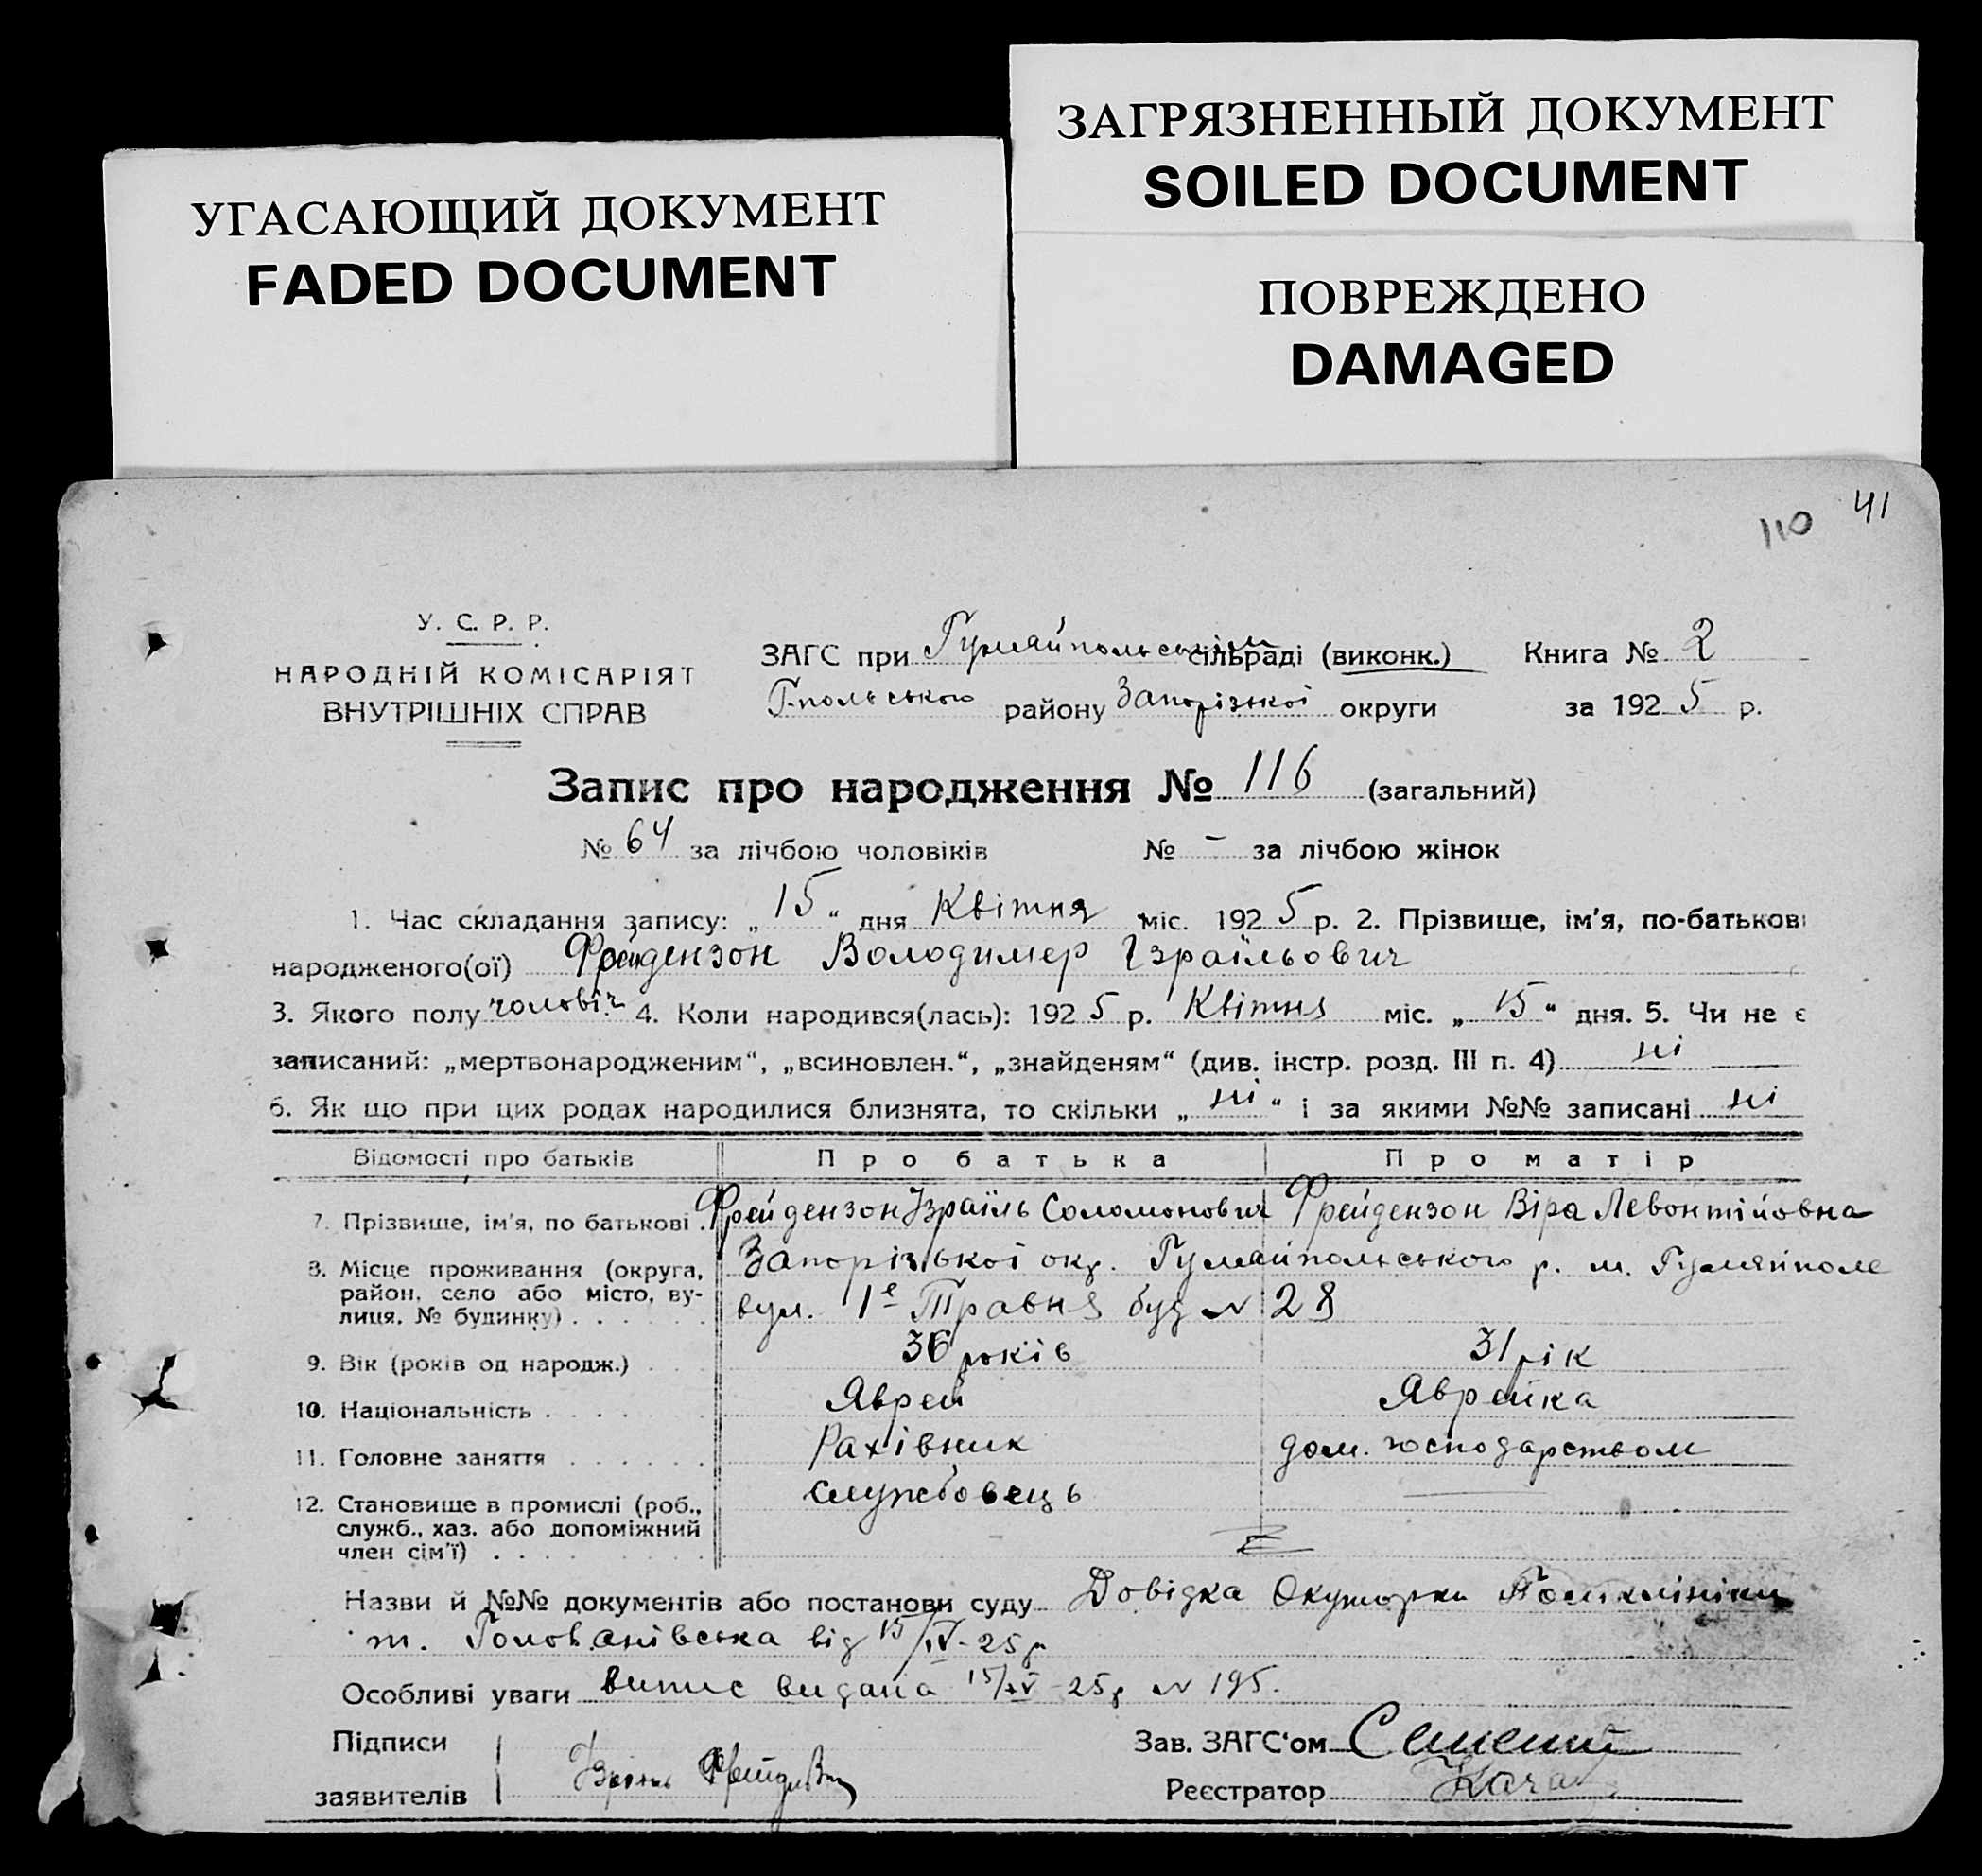 УГАСАЮЩИЙ ДОКУМЕНТ
FADED DOCUMENT
ЗАГРЯЗНЕННЫЙ ДОКУМЕНТ
SOILED DOCUMENT
ПОВРЕЖДЕНО
DAMAGED
110 41
У. С. Р. Р.
НАРОДНІЙ КОМІСАРІЯТ
ВНУТРІШНІХ СПРАВ
ЗАГС при Гуляйпольським сільраді (виконк.) Книга № 2
Г-польського району Запорізької округи за 1925 р.
Запис про народження № 116 (загальний)
№ 64 за лічбою чоловіків № - за лічбою жінок
1. Час складання запису: „15“ дня Квітня міс. 1925 р. 2. Прізвище, ім'я, по-батькові
народженого(ої) Фрейдензон Володимер Ізраїльович
3. Якого полу чоловіч. 4. Коли народився(лась): 1925 р. Квітня міс. „15“ дня. 5. Чи не є
записаний: „мертвонародженим“, „всиновлен.“, „знайденям“ (див. інстр. розд. III п. 4) ні
6. Як що при цих родах народилися близнята, то скільки „ні“ і за якими №№ записані ні
Відомості про батьків Про батька Про матір
7. Прізвище, ім'я, по батькові . Фрейдензон Ізраїль Соломонович Фрейдензон Віра Левонтійовна
8. Місце проживання (округа, район, село або місто, вулиця, № будинку) . . . . . . Запорізької окр. Гуляйпольського р. м. Гуляйполе
вул. 1е Травня буд № 28
9. Вік (років од народж.) . . . 36 років 31 рік
10. Національність . . . . . . Яврей Яврейка
11. Головне заняття . . . . . . Рахівник дом. господарством
12. Становище в промислі (роб., служб., хаз. або допоміжний член сім'ї) . . . . службовець
Назви й №№ документів або постанови суду Довідка Поликлініки
від 15/IV-25р
Особливі уваги випис видана 15/IV-25р № 195.
Підписи
заявителів
Зав. ЗАГС'ом
Реєстратор